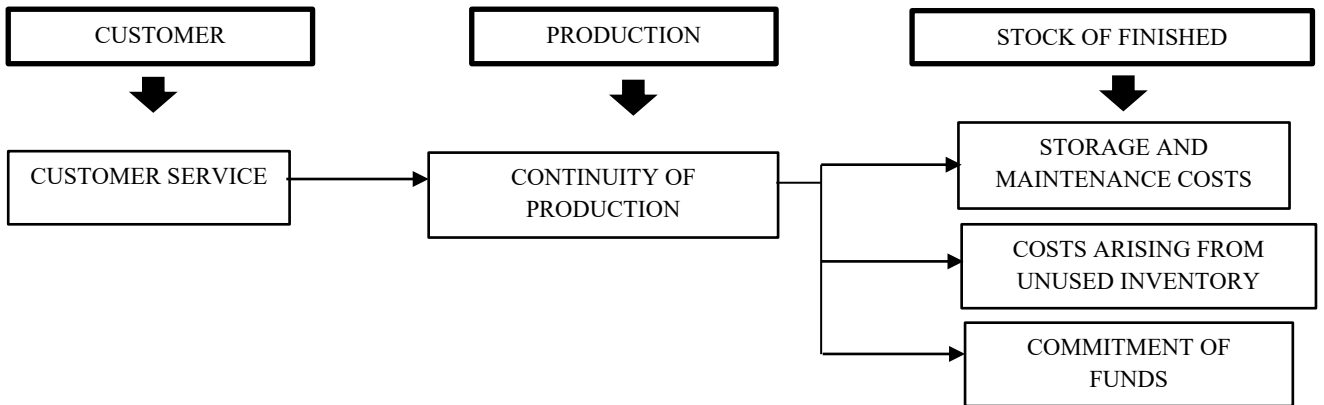 CUSTOMER
PRODUCTION
STOCK OF FINISHED
CUSTOMER SERVICE
CONTINUITY OF
PRODUCTION
STORAGE AND
MAINTENANCE COSTS
COSTS ARISING FROM
UNUSED INVENTORY
COMMITMENT OF
FUNDS